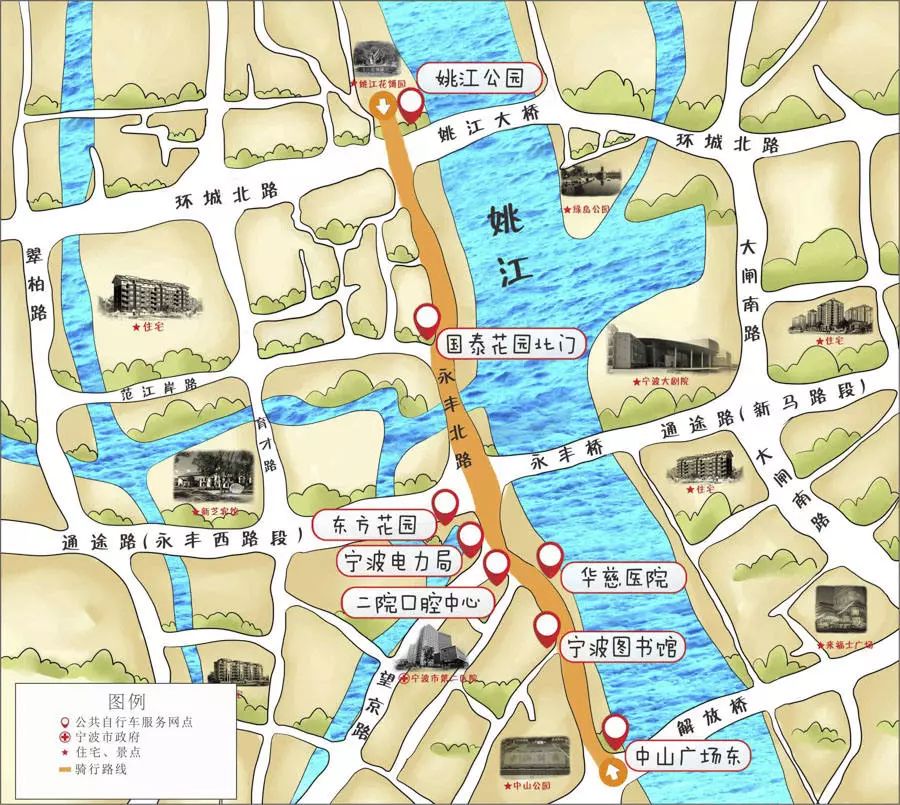 姚江花铺园
姚江公园
姚江大桥
环城北路
环城北路
绿岛公园
姚江
翠柏路
大闸南路
住宅
国泰花园北门
住宅
宁波大剧院
范江岸路
永丰北路
育才路
通途路(新马路段)
永丰桥
大闸南路
住宅
新芝宾馆
东方花园
通途路(永丰西路段)
宁波电力局
华慈医院
二院口腔中心
宁波图书馆
来福士广场
宁波市第二医院
望京路
解放桥
中山广场东
中山公园
图例
公共自行车服务网点
宁波市政府
住宅、景点
骑行路线